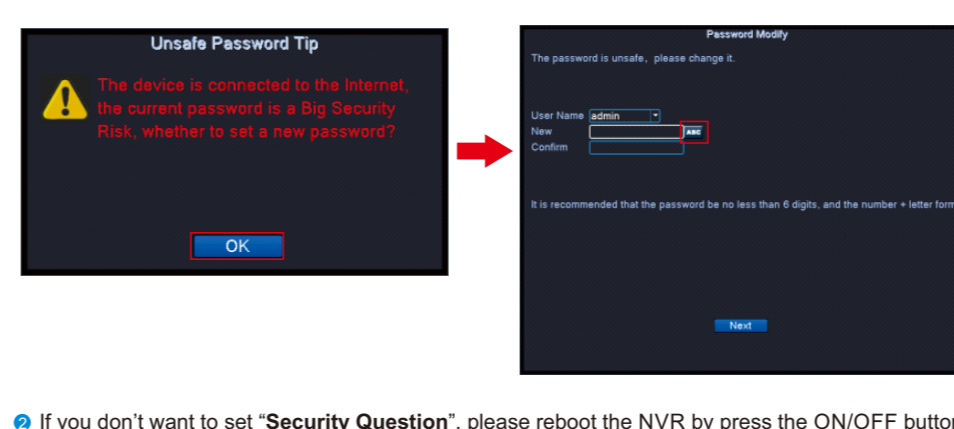 Unsafe Password Tip
The device is connected to the Internet,
the current password is a Big Security
Risk, whether to set a new password?
OK
Password Modify
The password is unsafe, please change it.
User Name admin
New ABC
Confirm
It is recommended that the password be no less than 6 digits, and the number + letter form
Next
2 If you don't want to set “Security Question”, please reboot the NVR by press the ON/OFF button